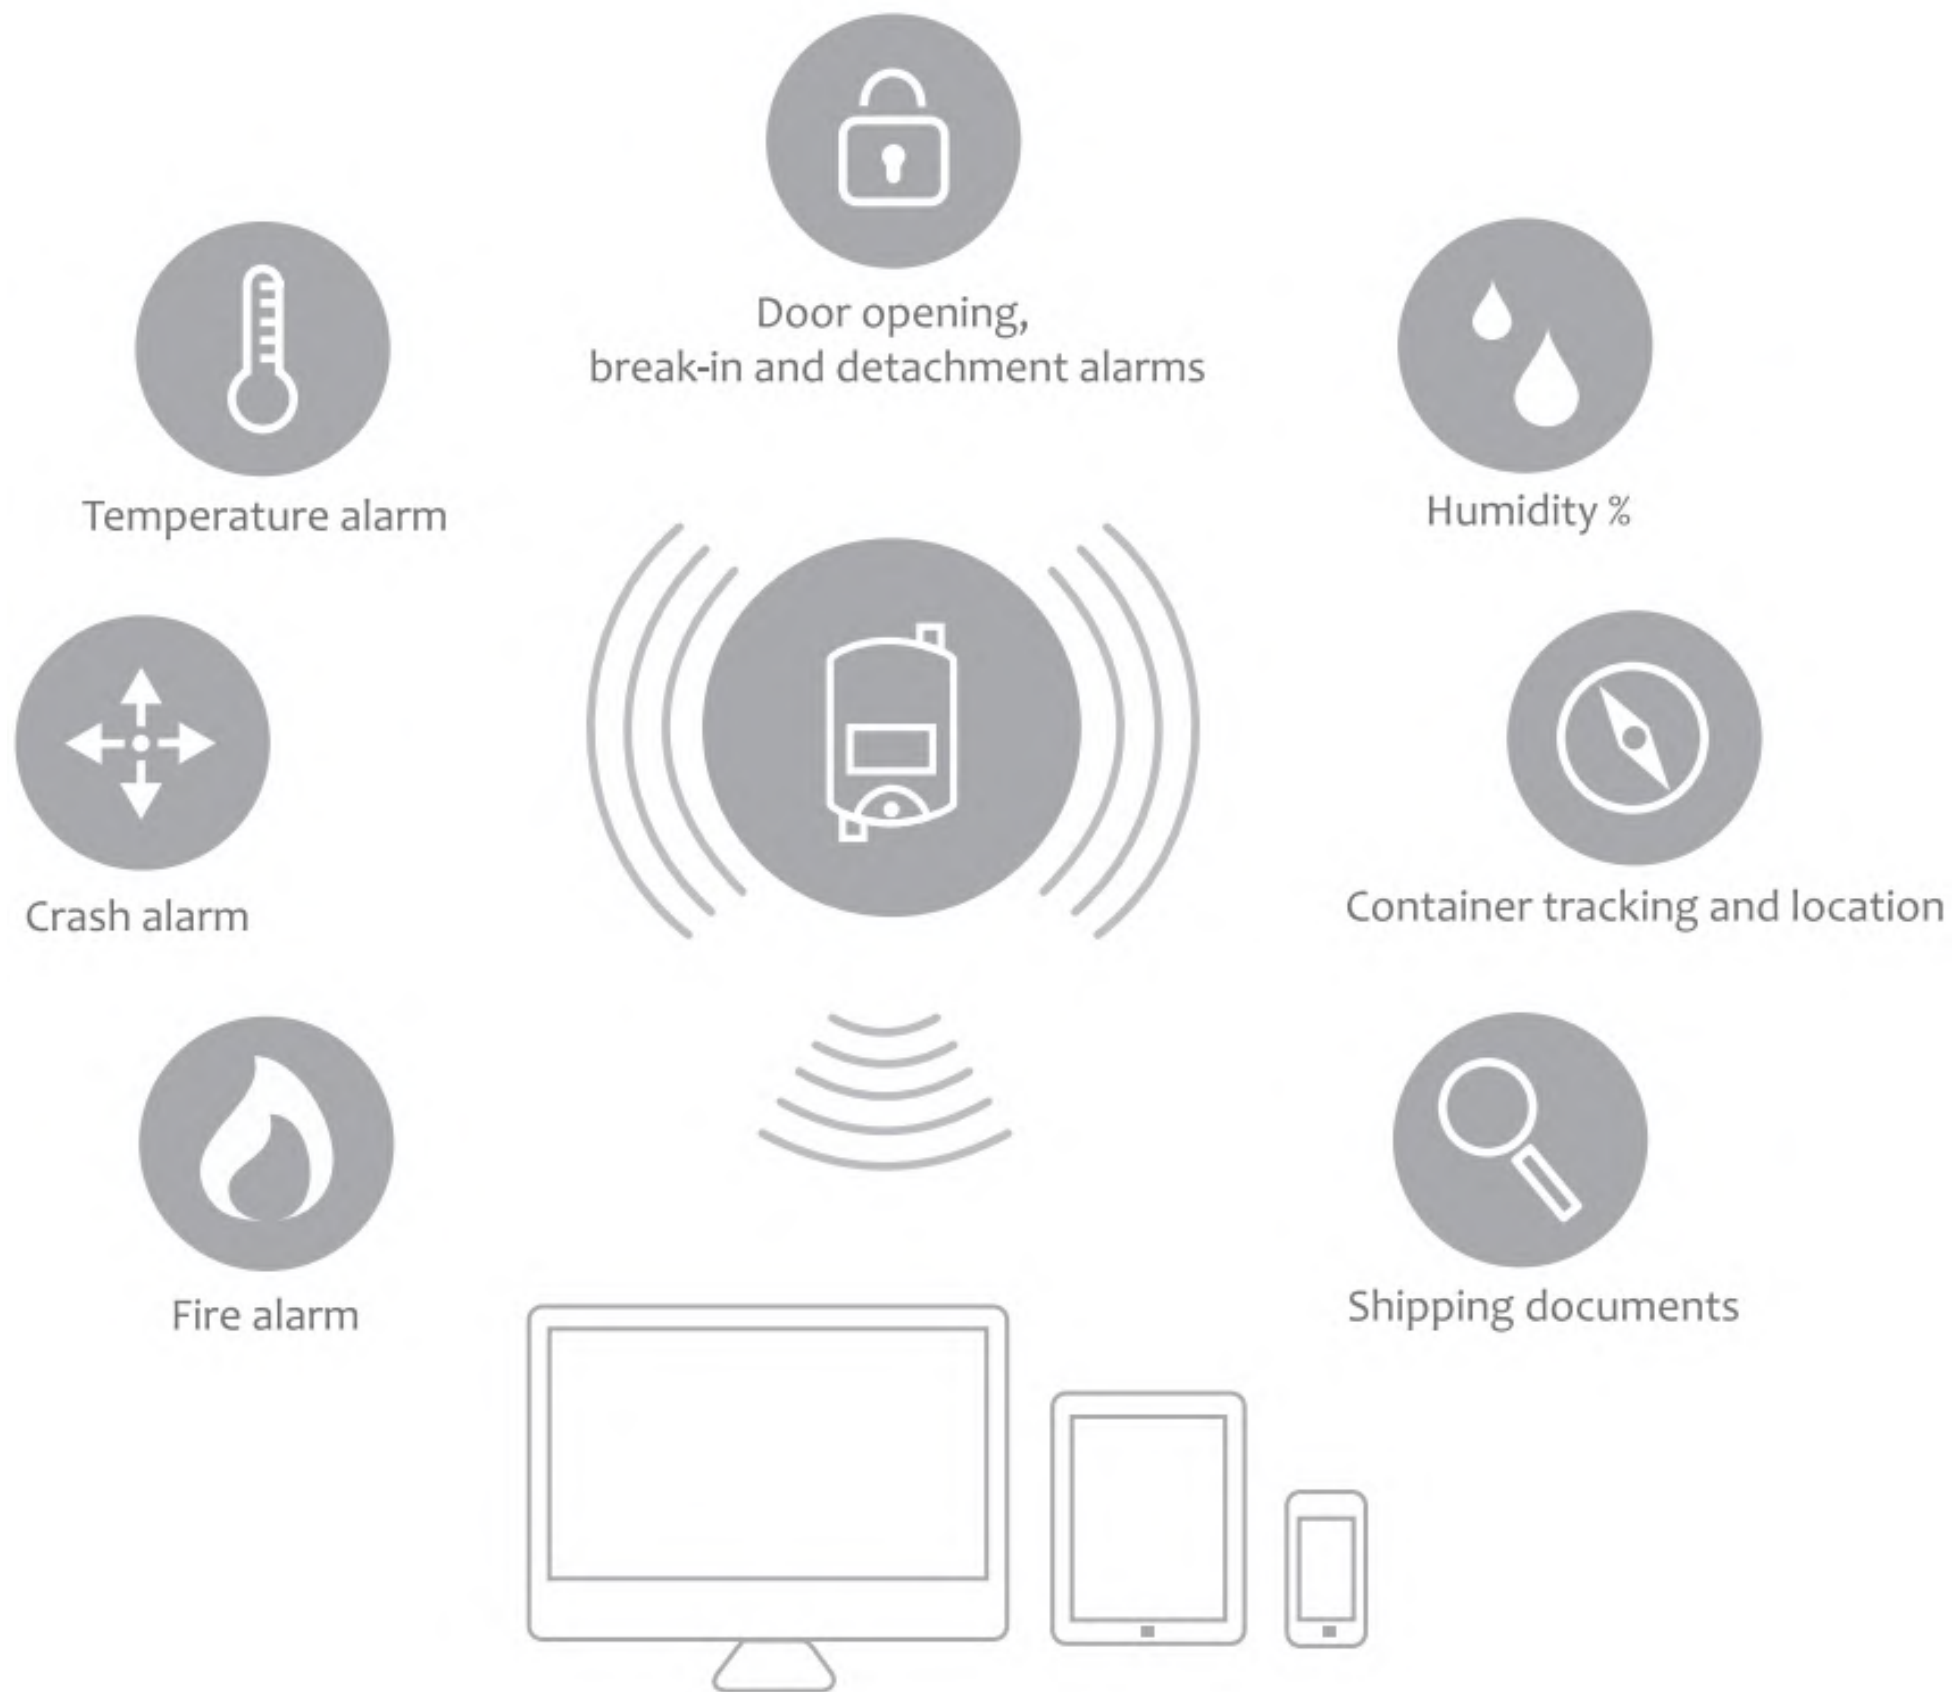 Door opening,
break-in and detachment alarms
Temperature alarm
Humidity %
Crash alarm
Container tracking and location
Fire alarm
Shipping documents